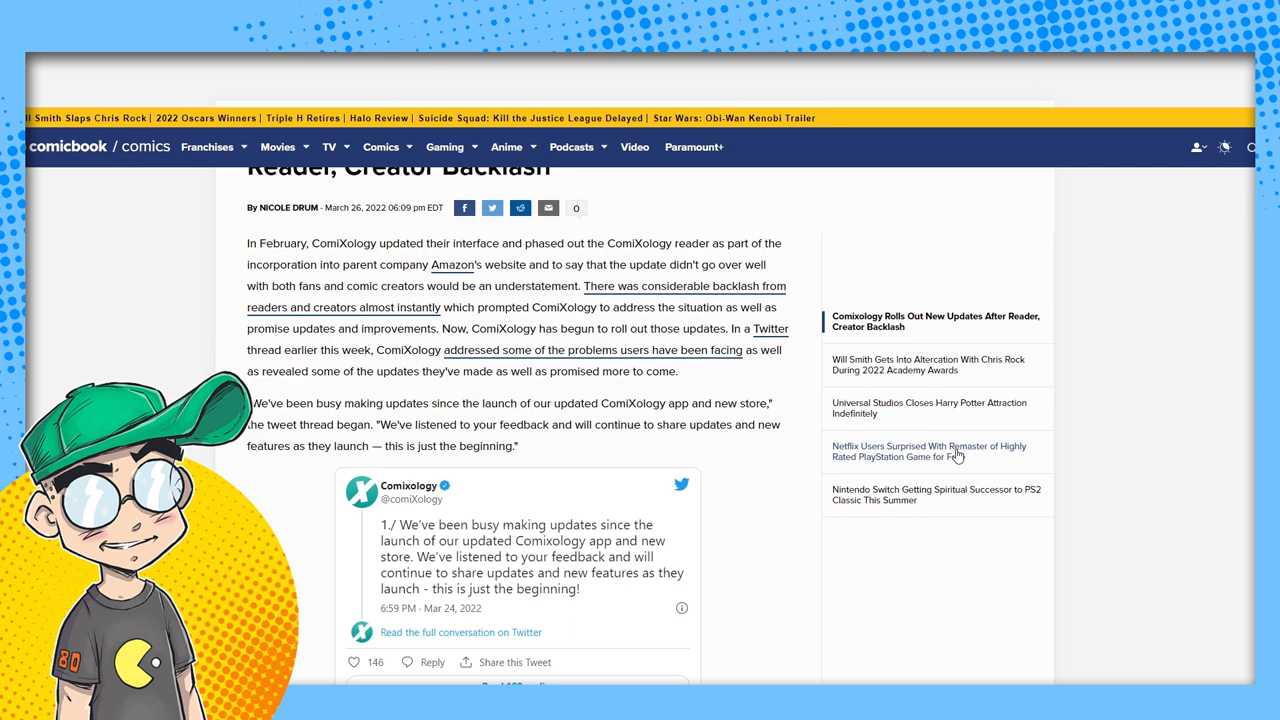 ll Smith Slaps Chris Rock | 2022 Oscars Winners | Triple H Retires | Halo Review | Suicide Squad: Kill the Justice League Delayed | Star Wars: Obi-Wan Kenobi Trailer
comicbook / comics Franchises Movies TV Comics Gaming Anime Podcasts Video Paramount+
Reader, Creator Backlash
By NICOLE DRUM - March 26, 2022 06:09 pm EDT 0
In February, ComiXology updated their interface and phased out the ComiXology reader as part of the
incorporation into parent company Amazon's website and to say that the update didn't go over well
with both fans and comic creators would be an understatement. There was considerable backlash from
readers and creators almost instantly which prompted ComiXology to address the situation as well as
promise updates and improvements. Now, ComiXology has begun to roll out those updates. In a Twitter
thread earlier this week, ComiXology addressed some of the problems users have been facing as well
as revealed some of the updates they've made as well as promised more to come.
We've been busy making updates since the launch of our updated ComiXology app and new store,"
the tweet thread began. "We've listened to your feedback and will continue to share updates and new
features as they launch — this is just the beginning."
Comixology
@comiXology
1./ We've been busy making updates since the
launch of our updated Comixology app and new
store. We've listened to your feedback and will
continue to share updates and new features as they
launch - this is just the beginning!
6:59 PM · Mar 24, 2022
Read the full conversation on Twitter
146 Reply Share this Tweet
Comixology Rolls Out New Updates After Reader,
Creator Backlash
Will Smith Gets Into Altercation With Chris Rock
During 2022 Academy Awards
Universal Studios Closes Harry Potter Attraction
Indefinitely
Netflix Users Surprised With Remaster of Highly
Rated PlayStation Game for
Nintendo Switch Getting Spiritual Successor to PS2
Classic This Summer
80